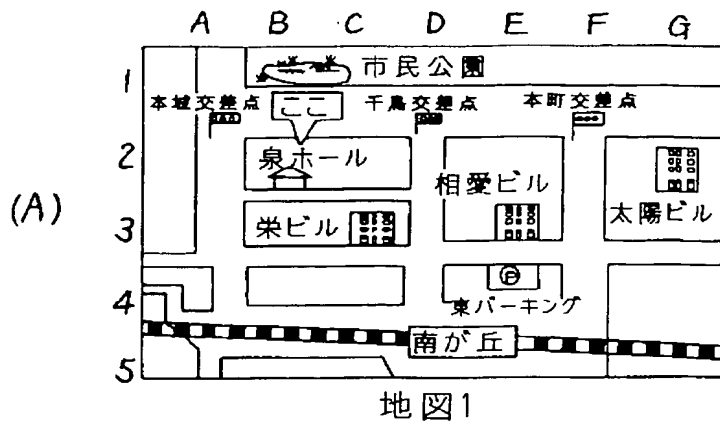 A B C D E F G
1
市民公園
本城交差点
ここ
千鳥交差点
本町交差点
2
泉ホール
相愛ビル
(A)
3
栄ビル
太陽ビル
P
4
東パーキング
南が丘
5
地図1